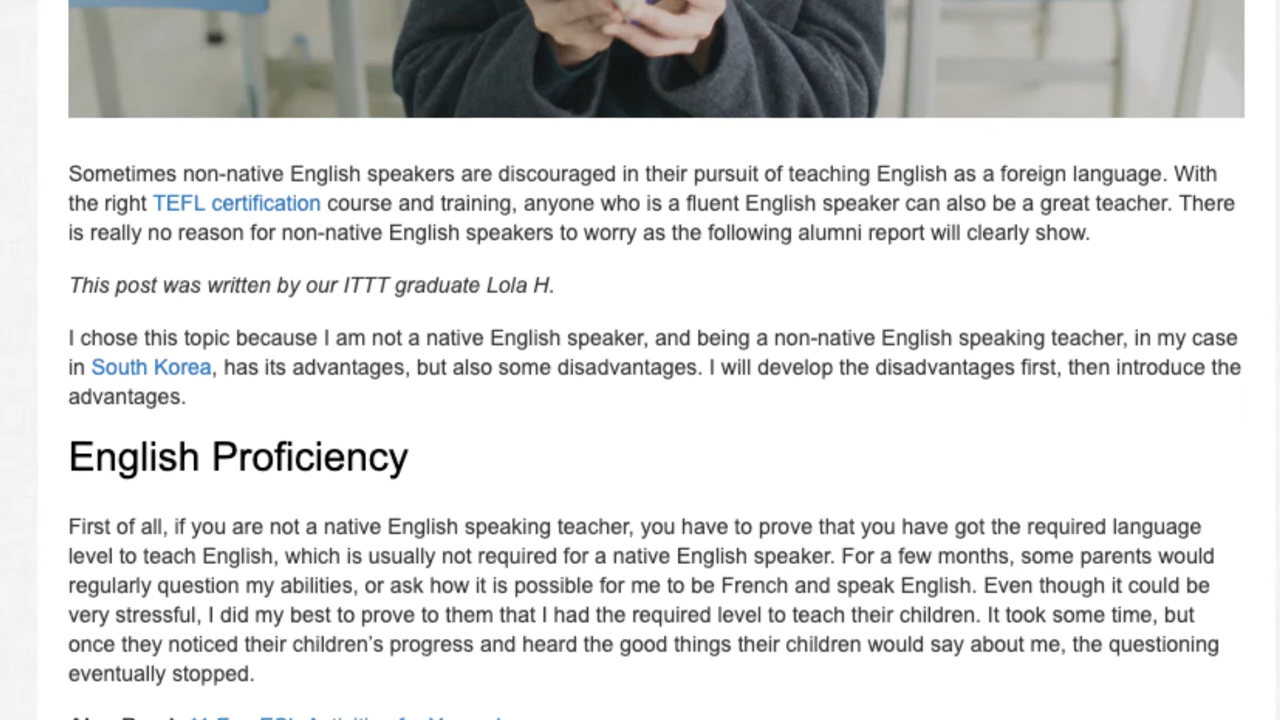 Sometimes non-native English speakers are discouraged in their pursuit of teaching English as a foreign language. With
the right TEFL certification course and training, anyone who is a fluent English speaker can also be a great teacher. There
is really no reason for non-native English speakers to worry as the following alumni report will clearly show.
This post was written by our ITTT graduate Lola H.
I chose this topic because I am not a native English speaker, and being a non-native English speaking teacher, in my case
in South Korea, has its advantages, but also some disadvantages. I will develop the disadvantages first, then introduce the
advantages.
English Proficiency
First of all, if you are not a native English speaking teacher, you have to prove that you have got the required language
level to teach English, which is usually not required for a native English speaker. For a few months, some parents would
regularly question my abilities, or ask how it is possible for me to be French and speak English. Even though it could be
very stressful, I did my best to prove to them that I had the required level to teach their children. It took some time, but
once they noticed their children’s progress and heard the good things their children would say about me, the questioning
eventually stopped.